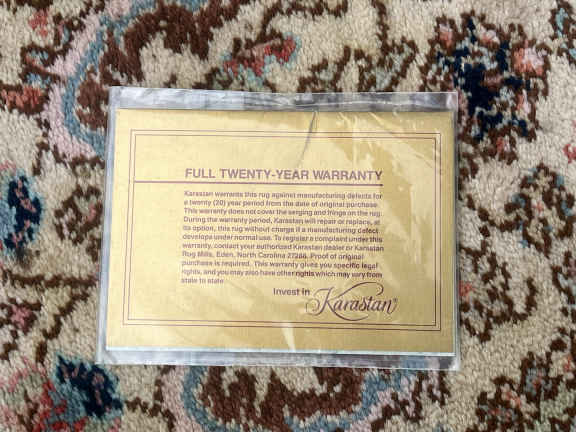 FULL TWENTY-YEAR WARRANTY
Karastan warrants this rug against manufacturing defects for
a twenty (20) year period from the date of original purchase.
This warranty does not cover the serging and fringe on the rug.
During the warranty period, Karastan will repair or replace, at
its option, this rug without charge if a manufacturing defect
develops under normal use. To register a complaint under this
warranty, contact your authorized Karastan dealer or Karastan
Rug Mills, Eden, North Carolina 27288. Proof of original
purchase is required. This warranty gives you specific legal
rights, and you may also have other rights which may vary from
state to state.
Invest in Karastan®